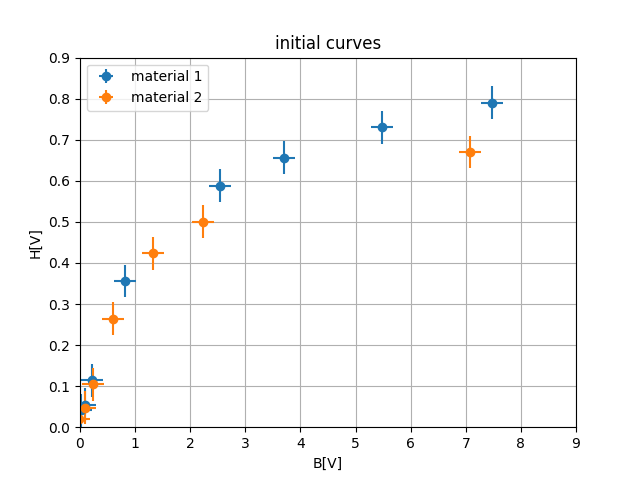 initial curves
material 1
material 2
H[V]
0.9
0.8
0.7
0.6
0.5
0.4
0.3
0.2
0.1
0.0
0 1 2 3 4 5 6 7 8 9
B[V]